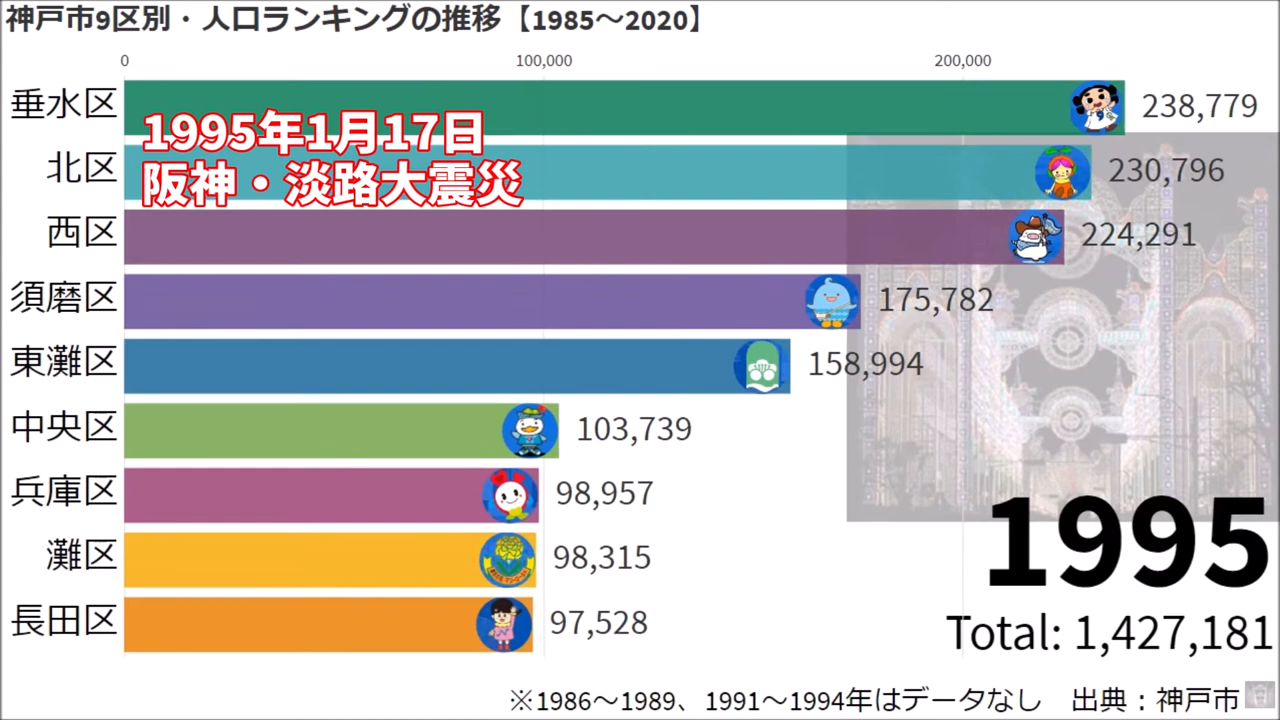 神戸市9区別・人口ランキングの推移【1985～2020】
0 100,000 200,000
垂水区 238,779
1995年1月17日
阪神・淡路大震災
北区 230,796
西区 224,291
須磨区 175,782
東灘区 158,994
中央区 103,739
兵庫区 98,957
灘区 98,315
長田区 97,528
1995
Total: 1,427,181
※1986～1989、1991～1994年はデータなし 出典：神戸市